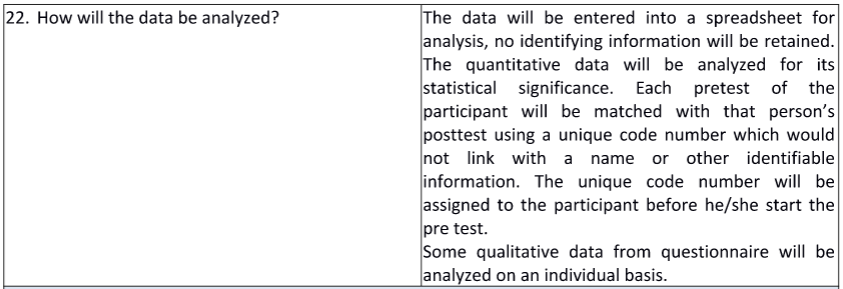 22. How will the data be analyzed?
The data will be entered into a spreadsheet for
analysis, no identifying information will be retained.
The quantitative data will be analyzed for its
statistical significance. Each pretest of the
participant will be matched with that person’s
posttest using a unique code number which would
not link with a name or other identifiable
information. The unique code number will be
assigned to the participant before he/she start the
pre test.
Some qualitative data from questionnaire will be
analyzed on an individual basis.